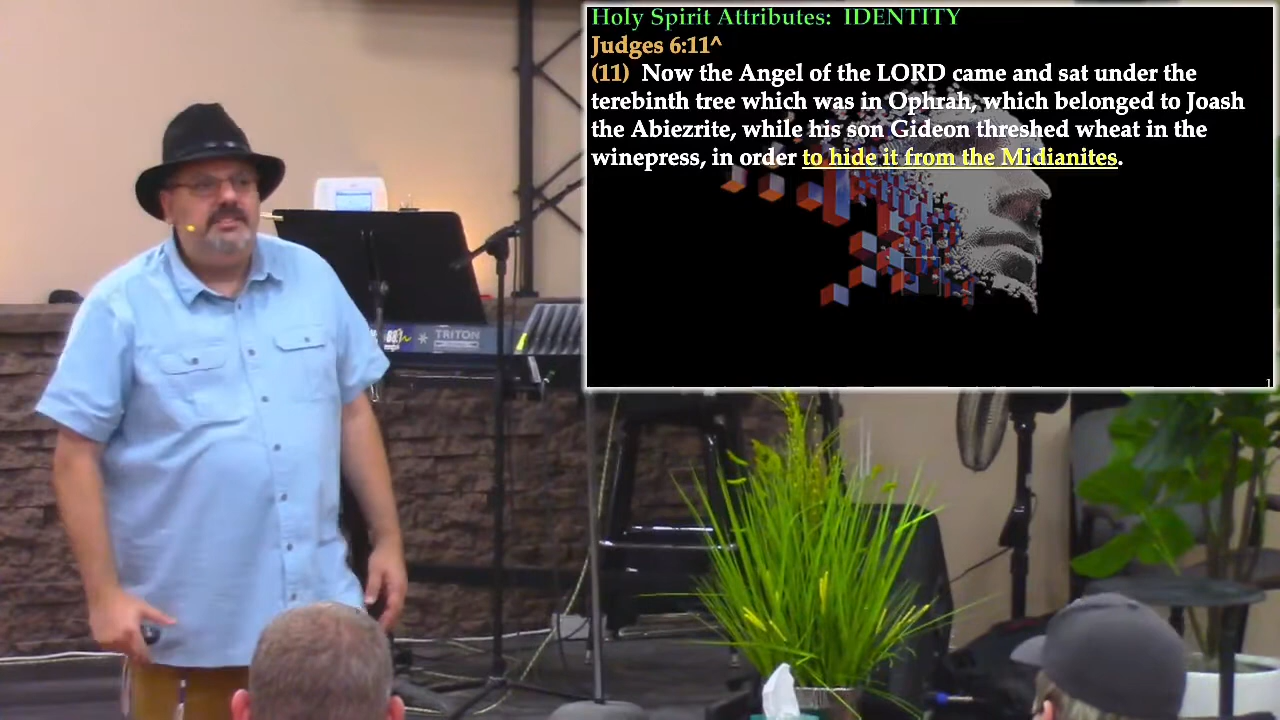 Holy Spirit Attributes: IDENTITY
Judges 6:11^
(11) Now the Angel of the LORD came and sat under the
terebinth tree which was in Ophrah, which belonged to Joash
the Abiezrite, while his son Gideon threshed wheat in the
winepress, in order to hide it from the Midianites.
1
TRITON